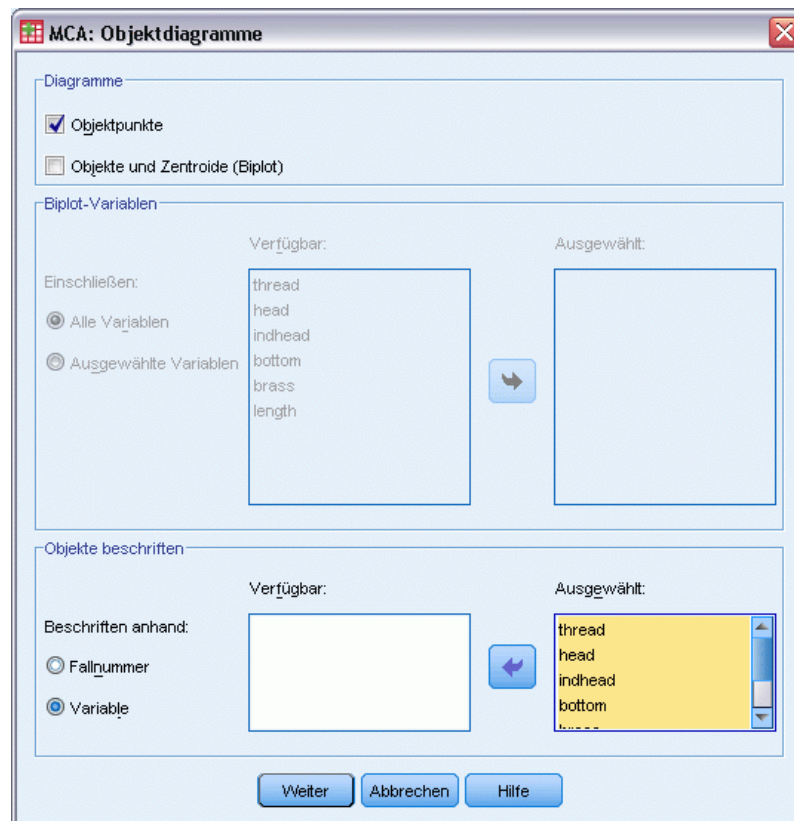 MCA: Objektdiagramme
Diagramme
Objektpunkte
Objekte und Zentroide (Biplot)
Biplot-Variablen
Verfügbar:
Ausgewählt:
Einschließen:
Alle Variablen
Ausgewählte Variablen
thread
head
indhead
bottom
brass
length
Objekte beschriften
Verfügbar:
Ausgewählt:
Beschriften anhand:
Fallnummer
Variable
thread
head
indhead
bottom
Weiter
Abbrechen
Hilfe